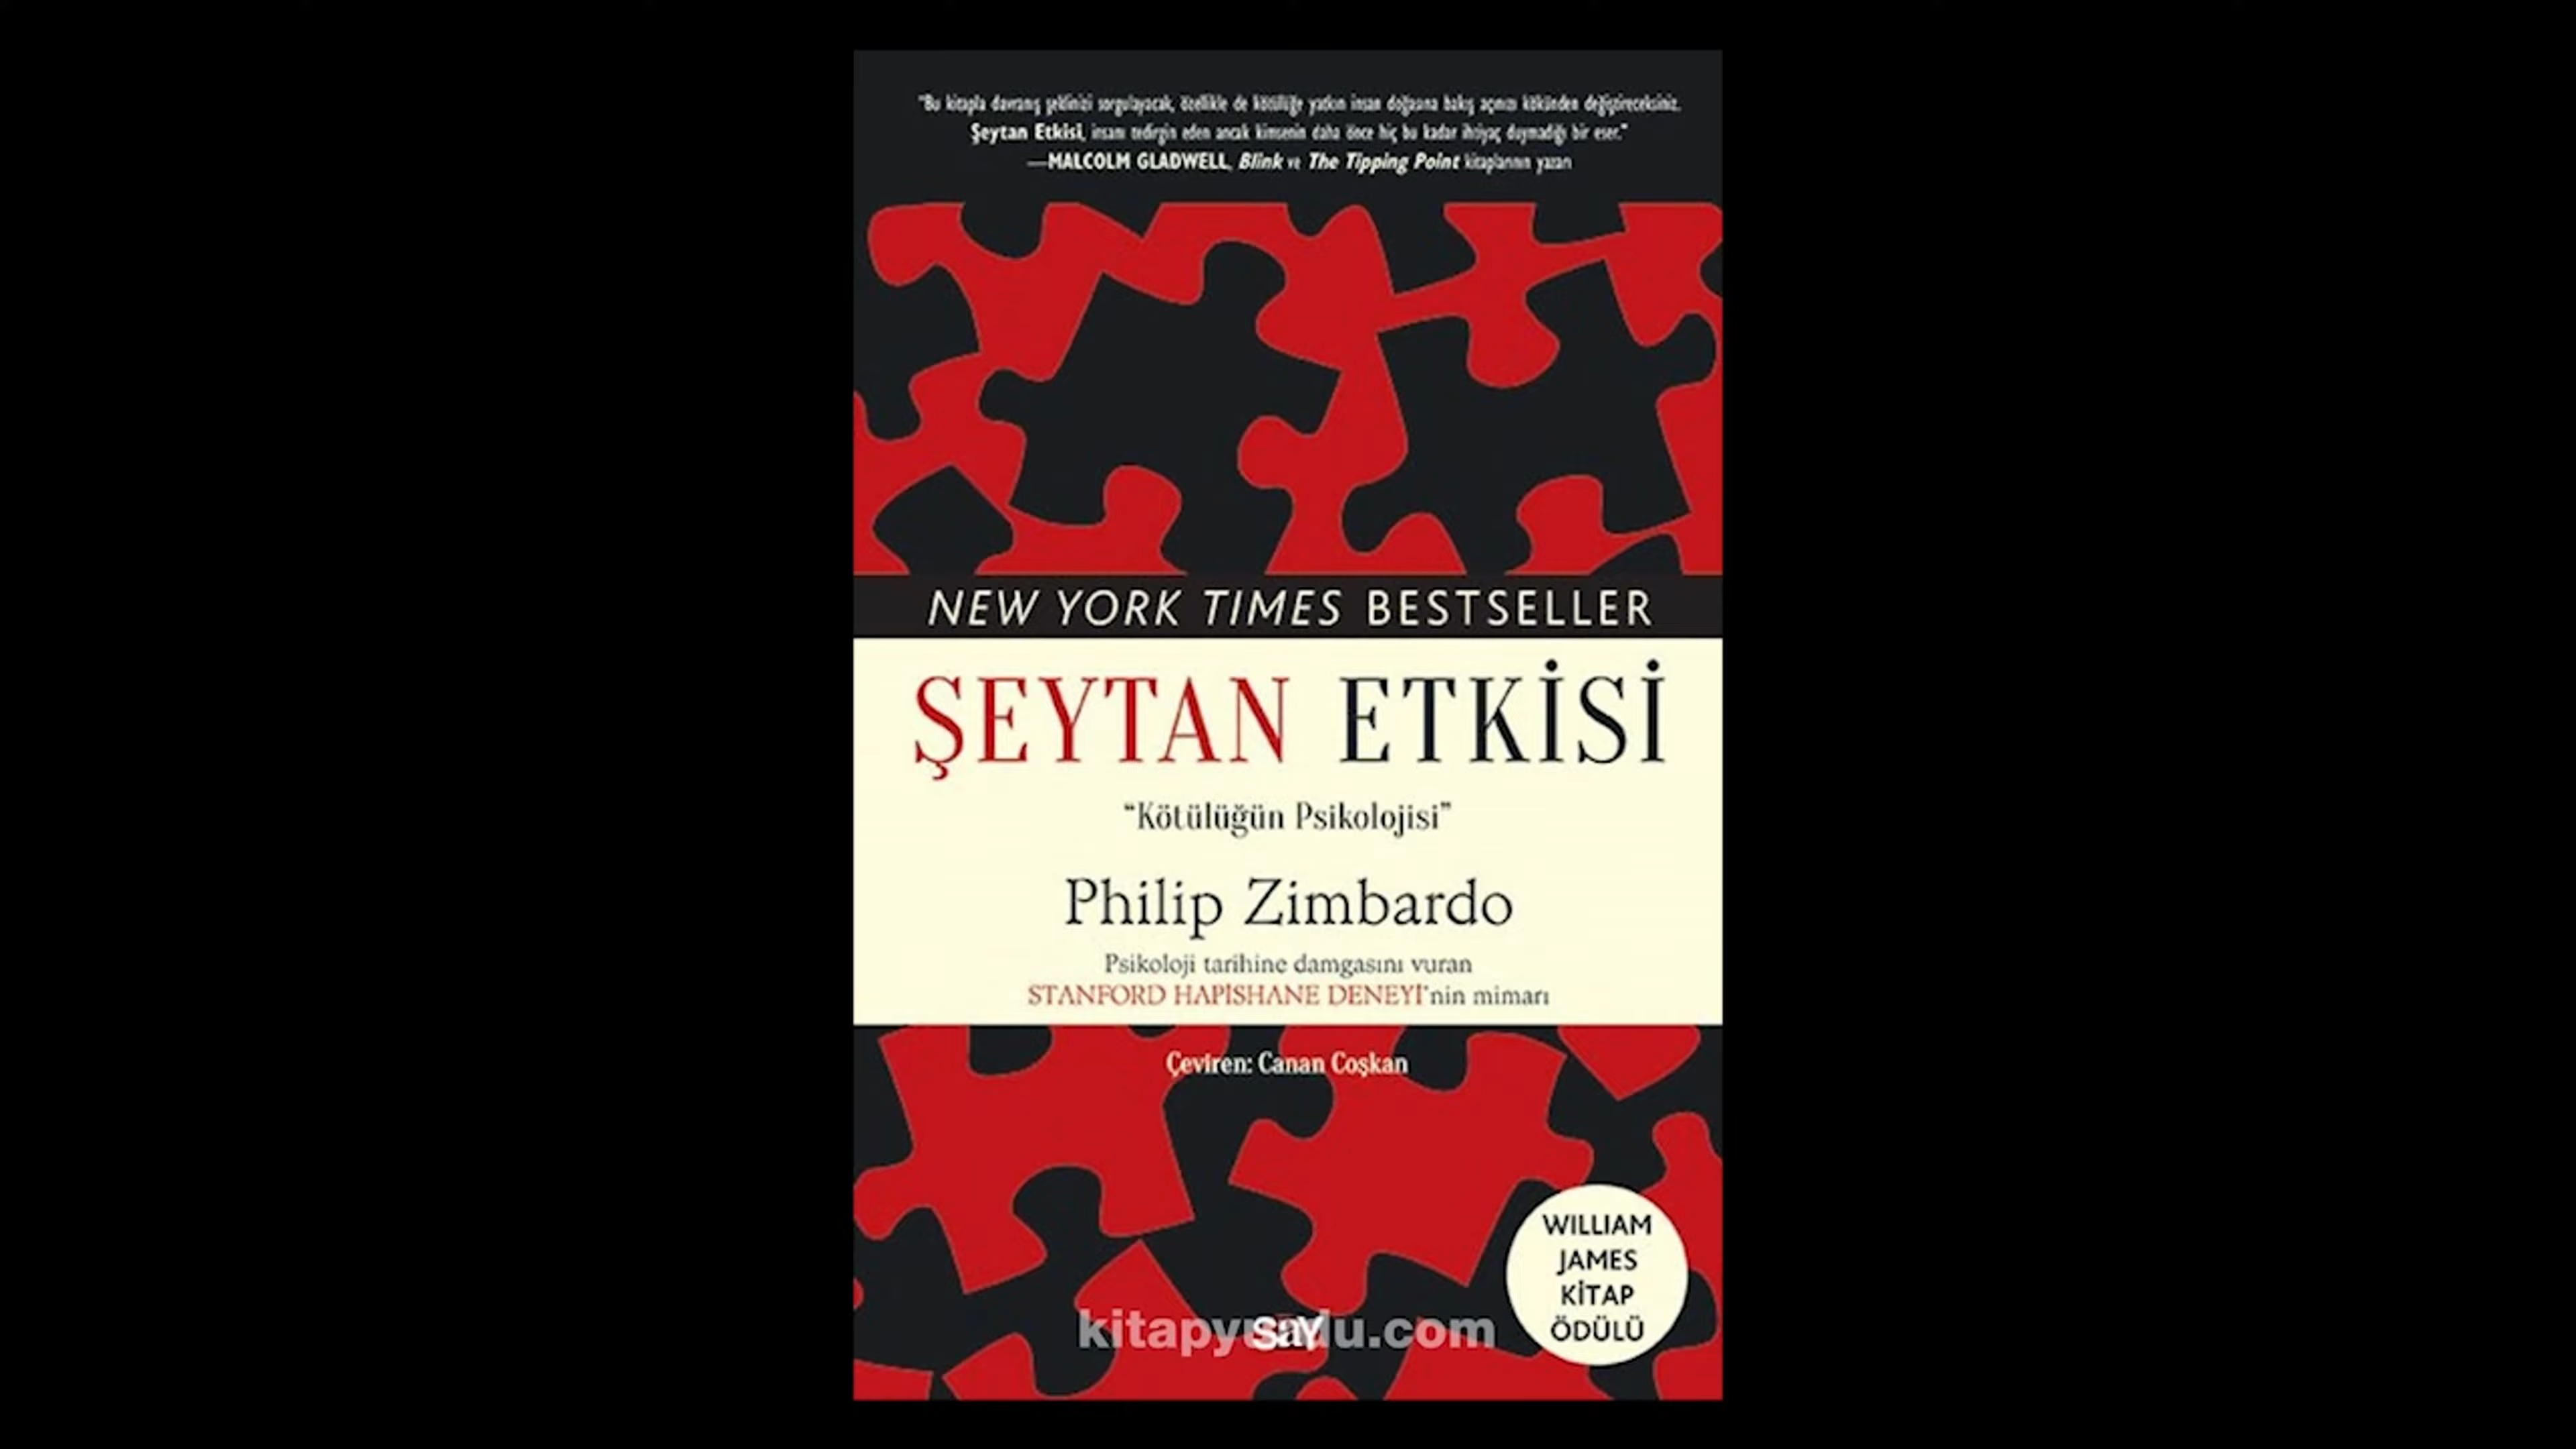 "Bu kitapla davranış şeklinizi sorgulayacak, özellikle de kötülüğe yatkın insan doğasına bakış açınızı kökünden değiştireceksiniz.
Şeytan Etkisi, insanı tedirgin eden ancak kimsenin daha önce hiç bu kadar ihtiyaç duymadığı bir eser."
—MALCOLM GLADWELL, Blink ve The Tipping Point kitaplarının yazarı
NEW YORK TIMES BESTSELLER
ŞEYTAN ETKİSİ
“Kötülüğün Psikolojisi”
Philip Zimbardo
Psikoloji tarihine damgasını vuran
STANFORD HAPİSHANE DENEYİ'nin mimarı
Çeviren: Canan Coşkan
WILLIAM
JAMES
KİTAP
ÖDÜLÜ
SAY